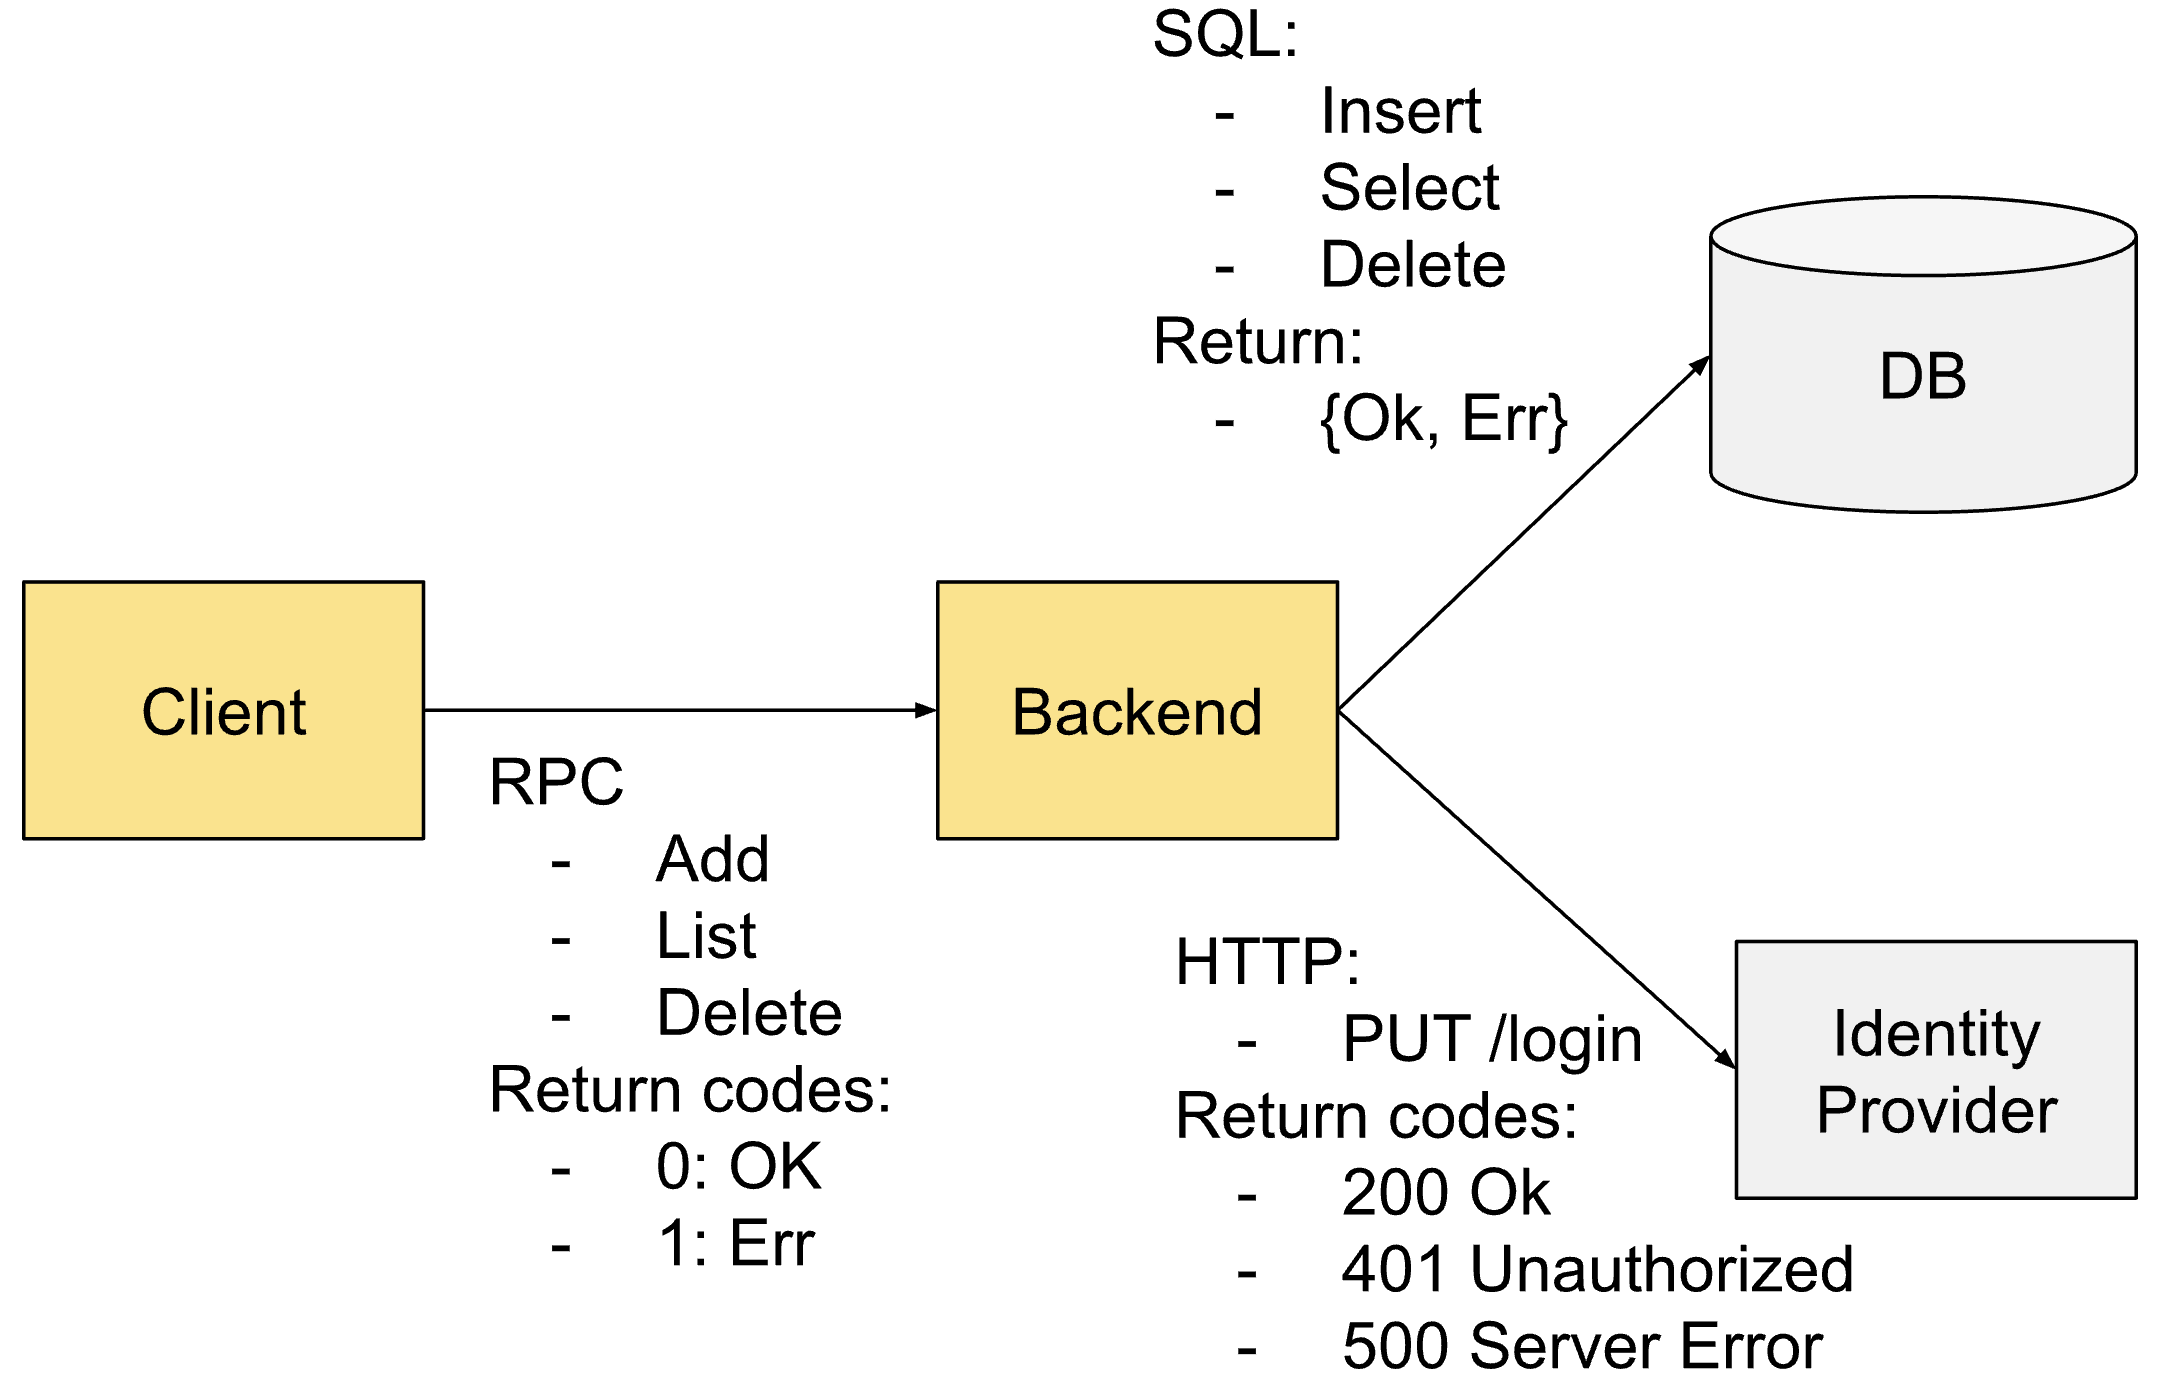 SQL:
- Insert
- Select
- Delete
Return:
- {Ok, Err}
DB
Client
Backend
RPC
- Add
- List
- Delete
Return codes:
- 0: OK
- 1: Err
HTTP:
- PUT /login
Return codes:
- 200 Ok
- 401 Unauthorized
- 500 Server Error
Identity
Provider